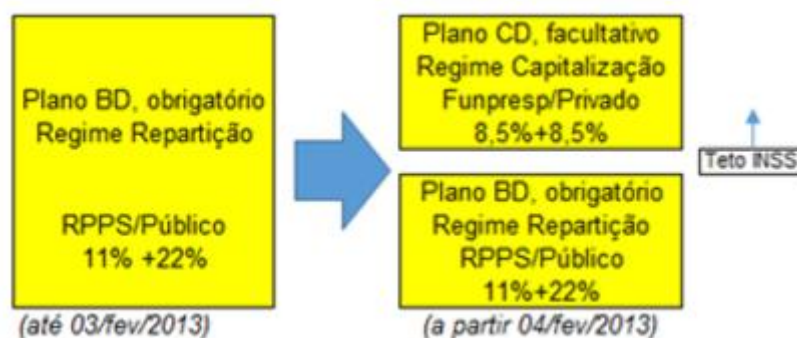 Plano BD, obrigatório
Regime Repartição
RPPS/Público
11% +22%
(até 03/fev/2013)
Plano CD, facultativo
Regime Capitalização
Funpresp/Privado
8,5%+8,5%
Teto INSS
Plano BD, obrigatório
Regime Repartição
RPPS/Público
11%+22%
(a partir 04/fev/2013)